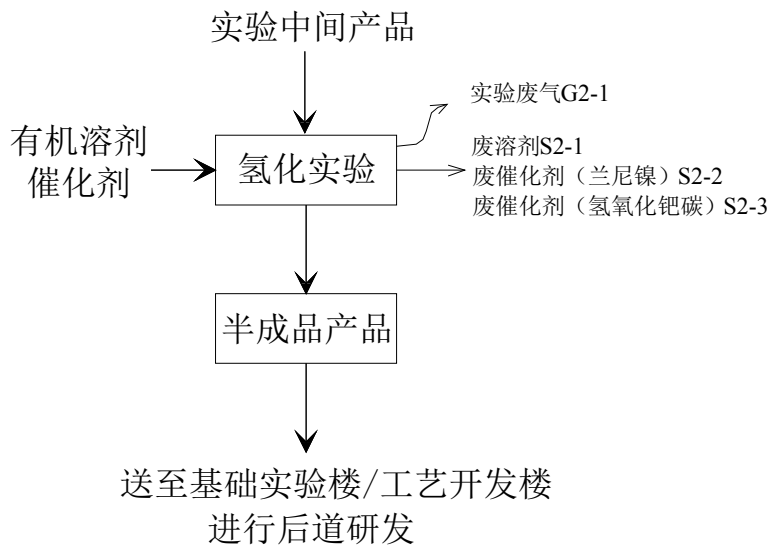 实验中间产品
实验废气G2-1
有机溶剂
催化剂
氢化实验
废溶剂S2-1
废催化剂（兰尼镍）S2-2
废催化剂（氢氧化钯碳）S2-3
半成品产品
送至基础实验楼/工艺开发楼
进行后道研发